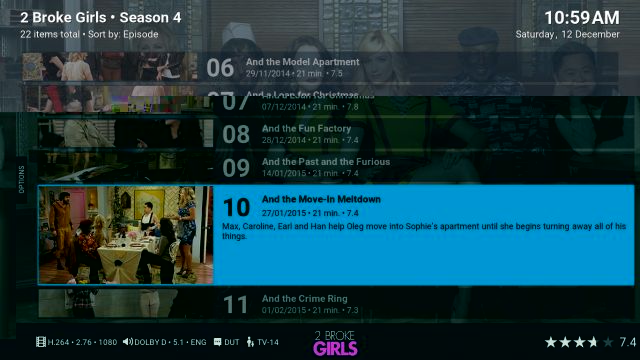 2 Broke Girls • Season 4
22 items total • Sort by: Episode
10:59 AM
Saturday, 12 December
06
And the Model Apartment
29/11/2014 • 21 min. • 7.5
07
And a Loan for Christmas
07/12/2014 • 21 min. • 7.8
08
And the Fun Factory
28/12/2014 • 21 min. • 7.4
09
And the Past and the Furious
14/01/2015 • 21 min. • 7.4
OPTIONS
10
And the Move-In Meltdown
27/01/2015 • 21 min. • 7.4
Max, Caroline, Earl and Han help Oleg move into Sophie's apartment until she begins turning away all of his
things.
11
And the Crime Ring
01/02/2015 • 21 min. • 7.3
H.264 • 2.76 • 1080 DOLBY D • 5.1 • ENG DUT TV-14
2 BROKE
GIRLS
7.4